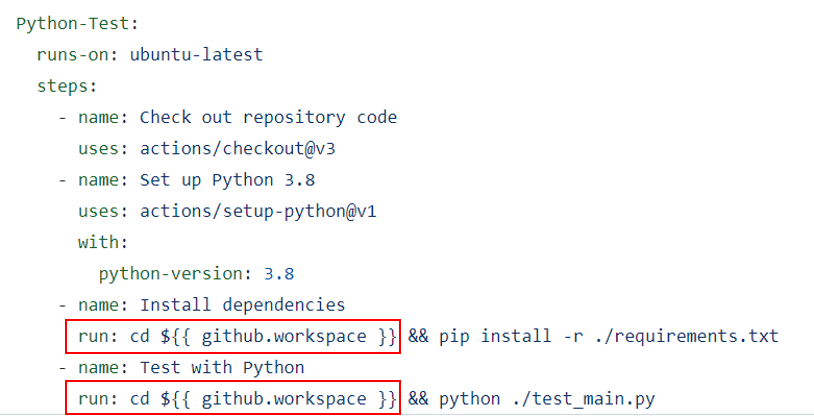 Python-Test:
runs-on: ubuntu-latest
steps:
- name: Check out repository code
uses: actions/checkout@v3
- name: Set up Python 3.8
uses: actions/setup-python@v1
with:
python-version: 3.8
- name: Install dependencies
run: cd ${{ github.workspace }} && pip install -r ./requirements.txt
- name: Test with Python
run: cd ${{ github.workspace }} && python ./test_main.py